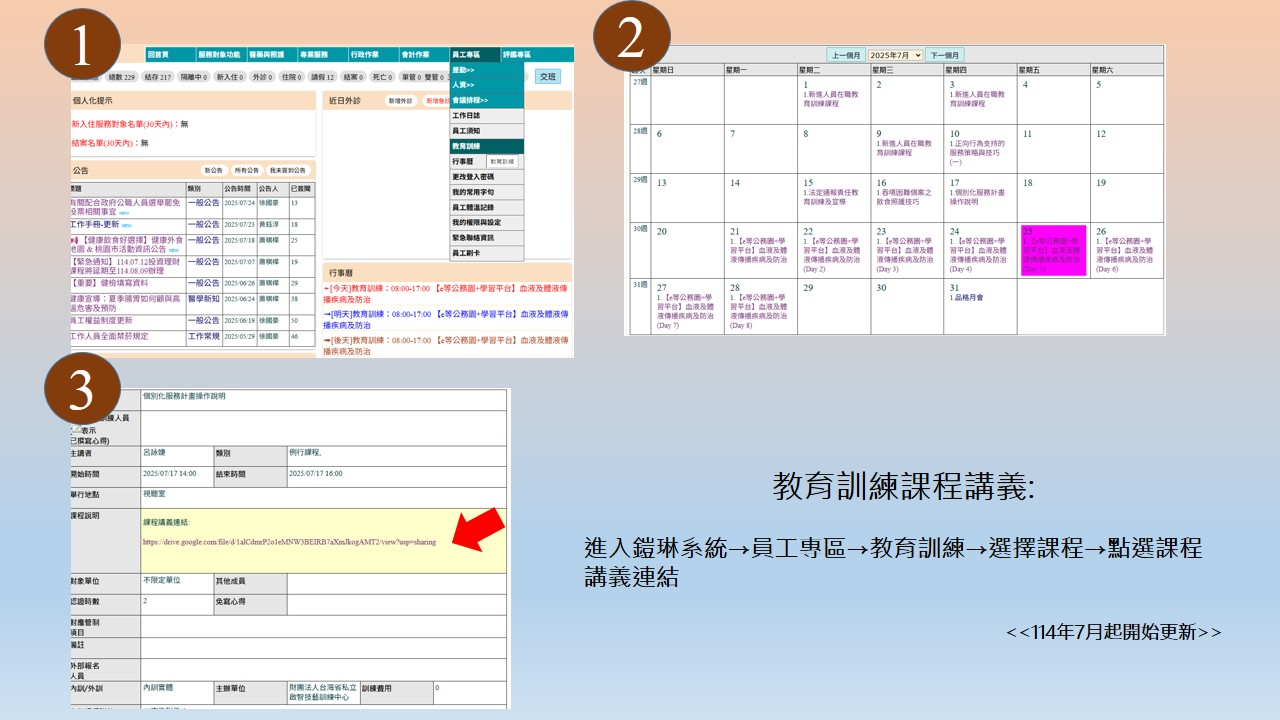 1
回首頁 服務對象功能 醫藥與照護 專業服務 行政作業 會計作業 員工專區 評鑑專區
總數 229 結存 217 隔離中 0 新入住 0 外診 0 住院 0 請假 12 結案 0 死亡 0 單管 0 雙管 0 交班
差勤>>
人資>>
會議排程>>
工作日誌
員工須知
教育訓練
行事曆 教育訓練
更改登入密碼
我的常用字句
員工體溫記錄
我的權限與設定
緊急聯絡資訊
員工刷卡
個人化提示
新入住服務對象名單(30天內)：無
結案名單(30天內)：無
近日外診 新增外診
公告 新公告 所有公告 我未簽到公告
標題 類別 公告時間 公告人 已簽閱
有關配合政府公職人員選舉罷免 一般公告 2025/07/24 徐國豪 13
投票相關事宜 NEW
工作手冊-更新 NEW 一般公告 2025/07/23 黃鈺淳 18
【健康飲食好選擇】健康外食 一般公告 2025/07/18 蕭稹樺 25
地圖 & 桃園市活動資訊公告 NEW
【緊急通知】114.07.12投資理財 一般公告 2025/07/07 蕭稹樺 19
課程將延期至114.08.09辦理
【重要】健檢填寫資料 一般公告 2025/06/26 蕭稹樺 29
健康宣導：夏季腸胃如何顧與高 醫學新知 2025/06/24 蕭稹樺 38
溫危害及預防
員工權益制度更新 一般公告 2025/06/19 徐國豪 50
工作人員全面禁菸規定 工作常規 2025/05/29 徐國豪 46
行事曆
[今天]教育訓練：08:00-17:00 【e等公務園+學習平台】血液及體液傳
播疾病及防治
→[明天]教育訓練：08:00-17:00 【e等公務園+學習平台】血液及體液傳
播疾病及防治
➡[後天]教育訓練：08:00-17:00 【e等公務園+學習平台】血液及體液傳
播疾病及防治
2
上一個月 2025年7月 下一個月
星期日 星期一 星期二 星期三 星期四 星期五 星期六
27週 1 2 3 4 5
1.新進人員在職教 1.新進人員在職教
育訓練課程 育訓練課程
28週 6 7 8 9 10 11 12
1.新進人員在職教 1.正向行為支持的
育訓練課程 服務策略與技巧
(一)
29週 13 14 15 16 17 18 19
1.法定通報責任教 1.吞嚥困難個案之 1.個別化服務計畫
育訓練及宣導 飲食照護技巧 操作說明
30週 20 21 22 23 24 25 26
1.【e等公務園+學 1.【e等公務園+學 1.【e等公務園+學 1.【e等公務園+學 1.【e等公務園+學 1.【e等公務園+學
習平台】血液及體 習平台】血液及體 習平台】血液及體 習平台】血液及體 習平台】血液及體 習平台】血液及體
液傳播疾病及防治 液傳播疾病及防治 液傳播疾病及防治 液傳播疾病及防治 液傳播疾病及防治 液傳播疾病及防治
(Day 2) (Day 3) (Day 4) (Day 5) (Day 6)
31週 27 28 29 30 31
1.【e等公務園+學 1.【e等公務園+學 1.品格月會
習平台】血液及體 習平台】血液及體
液傳播疾病及防治 液傳播疾病及防治
(Day 7) (Day 8)
3
個別化服務計畫操作說明
訓練人員
表示
已撰寫心得)
主講者 呂詠婕 類別 例行課程,
開始時間 2025/07/17 14:00 結束時間 2025/07/17 16:00
舉行地點 視聽室
課程說明
課程講義連結:
https://drive.google.com/file/d/1alCdmrP2o1eMNW3BEIRB7aXmJkogAMT2/view?usp=sharing
對象單位 不限定單位 其他成員
認證時數 2 免寫心得
對應管制
項目
備註
外部報名
人員
內訓/外訓 內訓實體 主辦單位 財團法人台灣省私立 訓練費用 0
啟智技藝訓練中心
教育訓練課程講義:
進入鎧琳系統→員工專區→教育訓練→選擇課程→點選課程
講義連結
<<114年7月起開始更新>>